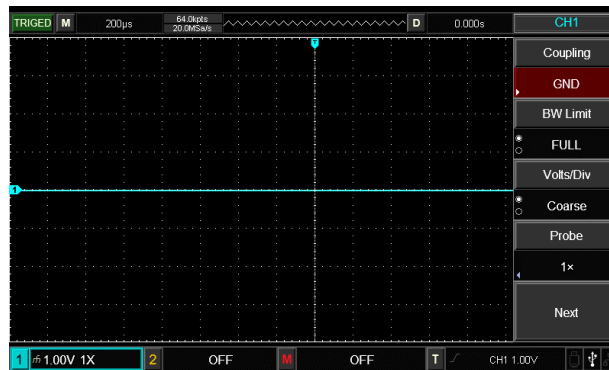 TRIGED M 200μs 64.0kpts D 0.000s CH1
20.0MSa/s
T
Coupling
GND
BW Limit
FULL
Volts/Div
1
Coarse
Probe
1×
Next
1 1.00V 1X 2 OFF M OFF T CH1 1.00V